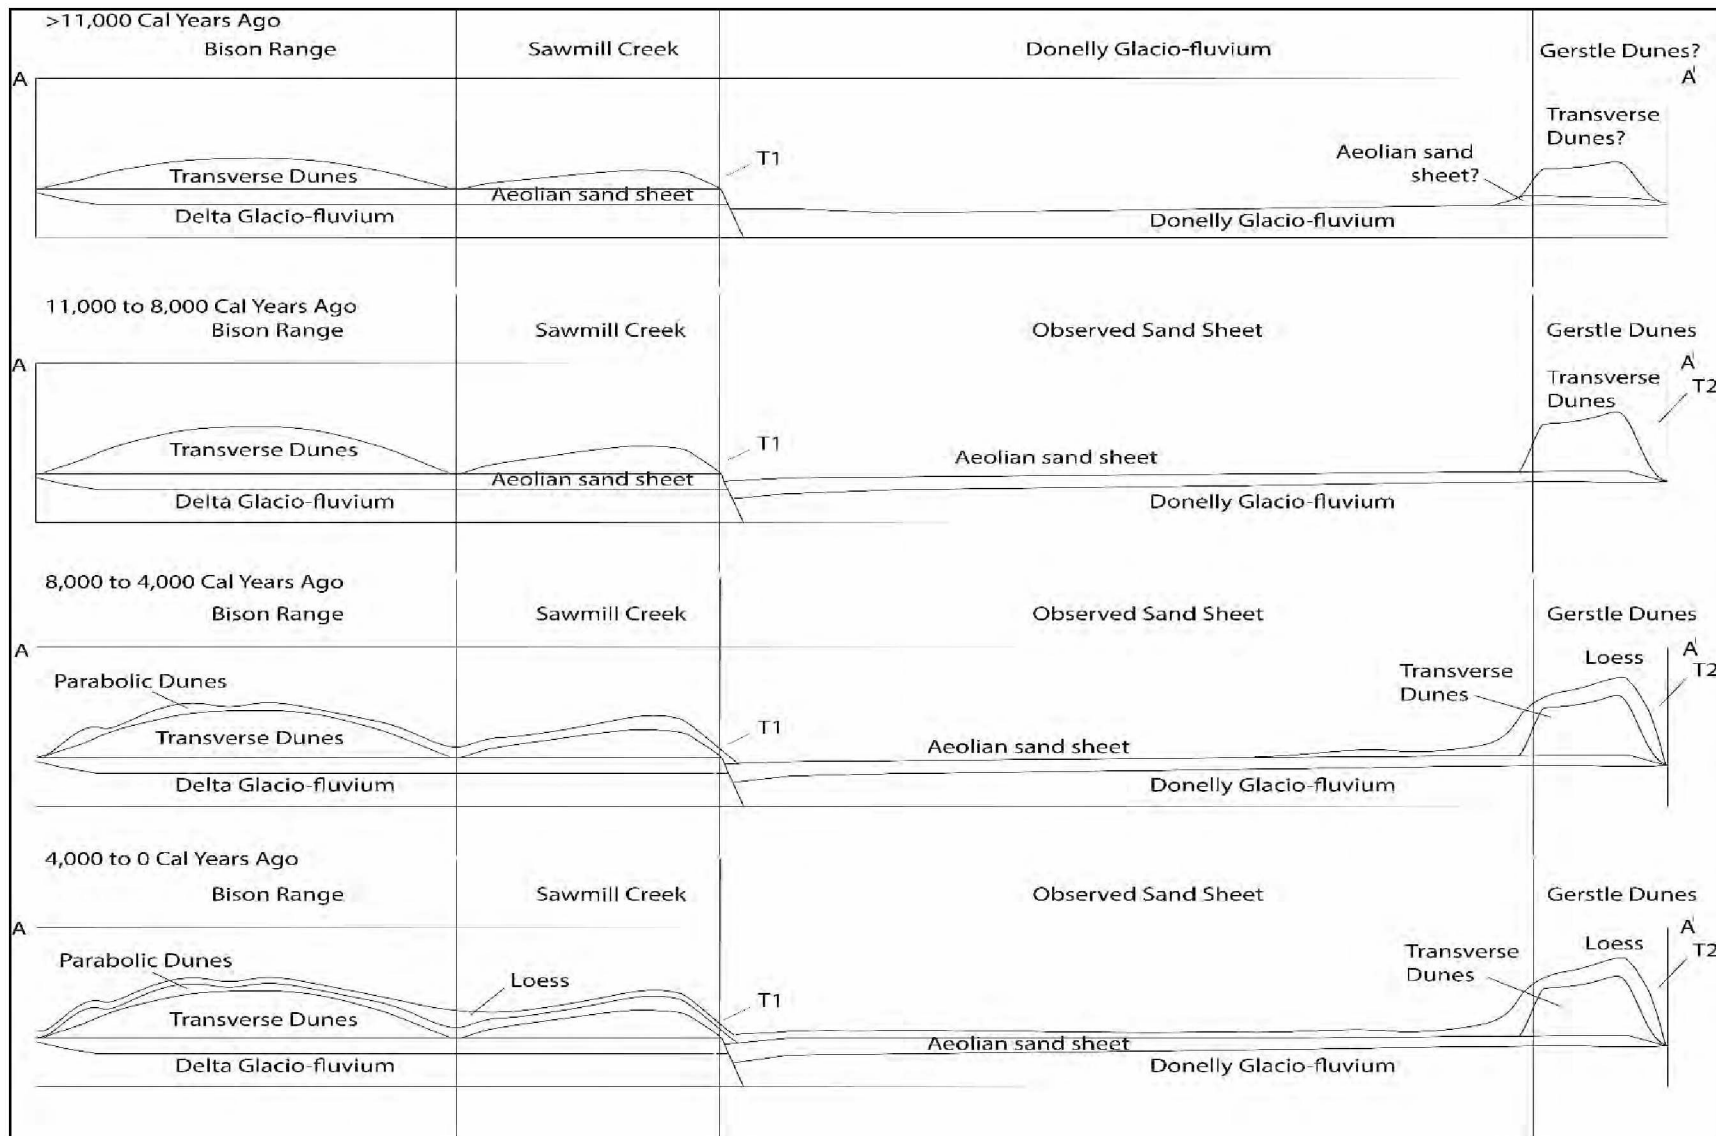 >11,000 Cal Years Ago
Bison Range
Sawmill Creek
Donelly Glacio-fluvium
Gerstle Dunes?
A
A'
Transverse
Dunes?
Aeolian sand
sheet?
T1
Transverse Dunes
Aeolian sand sheet
Delta Glacio-fluvium
Donelly Glacio-fluvium
11,000 to 8,000 Cal Years Ago
Bison Range
Sawmill Creek
Observed Sand Sheet
Gerstle Dunes
A
A'
Transverse
Dunes
T2
T1
Transverse Dunes
Aeolian sand sheet
Aeolian sand sheet
Delta Glacio-fluvium
Donelly Glacio-fluvium
8,000 to 4,000 Cal Years Ago
Bison Range
Sawmill Creek
Observed Sand Sheet
Gerstle Dunes
A
A'
Loess
T2
Parabolic Dunes
Transverse
Dunes
T1
Transverse Dunes
Aeolian sand sheet
Delta Glacio-fluvium
Donelly Glacio-fluvium
4,000 to 0 Cal Years Ago
Bison Range
Sawmill Creek
Observed Sand Sheet
Gerstle Dunes
A
A'
Loess
T2
Parabolic Dunes
Loess
Transverse
Dunes
T1
Transverse Dunes
Aeolian sand sheet
Delta Glacio-fluvium
Donelly Glacio-fluvium